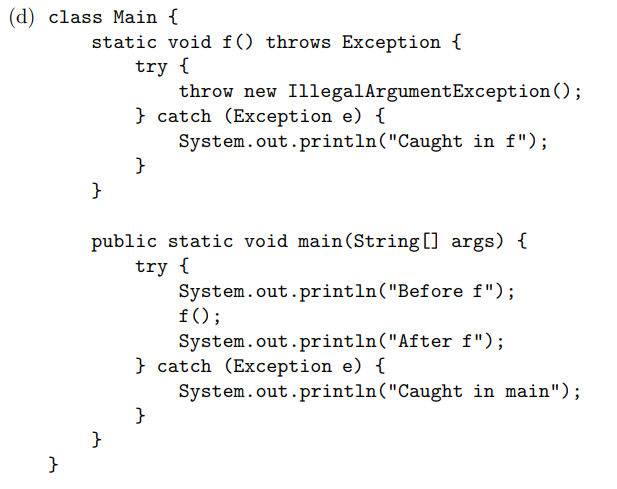 (d) class Main {
static void f() throws Exception {
try {
throw new IllegalArgumentException();
} catch (Exception e) {
System.out.println("Caught in f");
}
}
public static void main(String[] args) {
try {
System.out.println("Before f");
f();
System.out.println("After f");
} catch (Exception e) {
System.out.println("Caught in main");
}
}
}